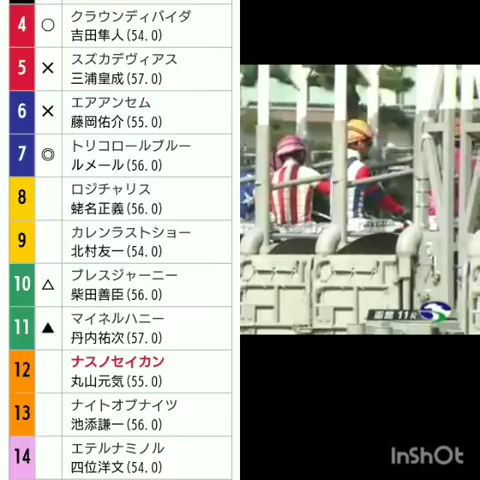 4 ○ クラウンディバイダ
吉田隼人(54.0)
5 × スズカデヴィアス
三浦皇成(57.0)
6 × エアアンセム
藤岡佑介(55.0)
7 ◎ トリコロールブルー
ルメール(56.0)
8 ロジチャリス
蛯名正義(56.0)
9 カレンラストショー
北村友一(54.0)
10 △ ブレスジャーニー
柴田善臣(56.0)
11 ▲ マイネルハニー
丹内祐次(57.0)
12 ナスノセイカン
丸山元気(55.0)
13 ナイトオブナイツ
池添謙一(56.0)
14 エテルナミノル
四位洋文(54.0)
函館 11R
InShOt